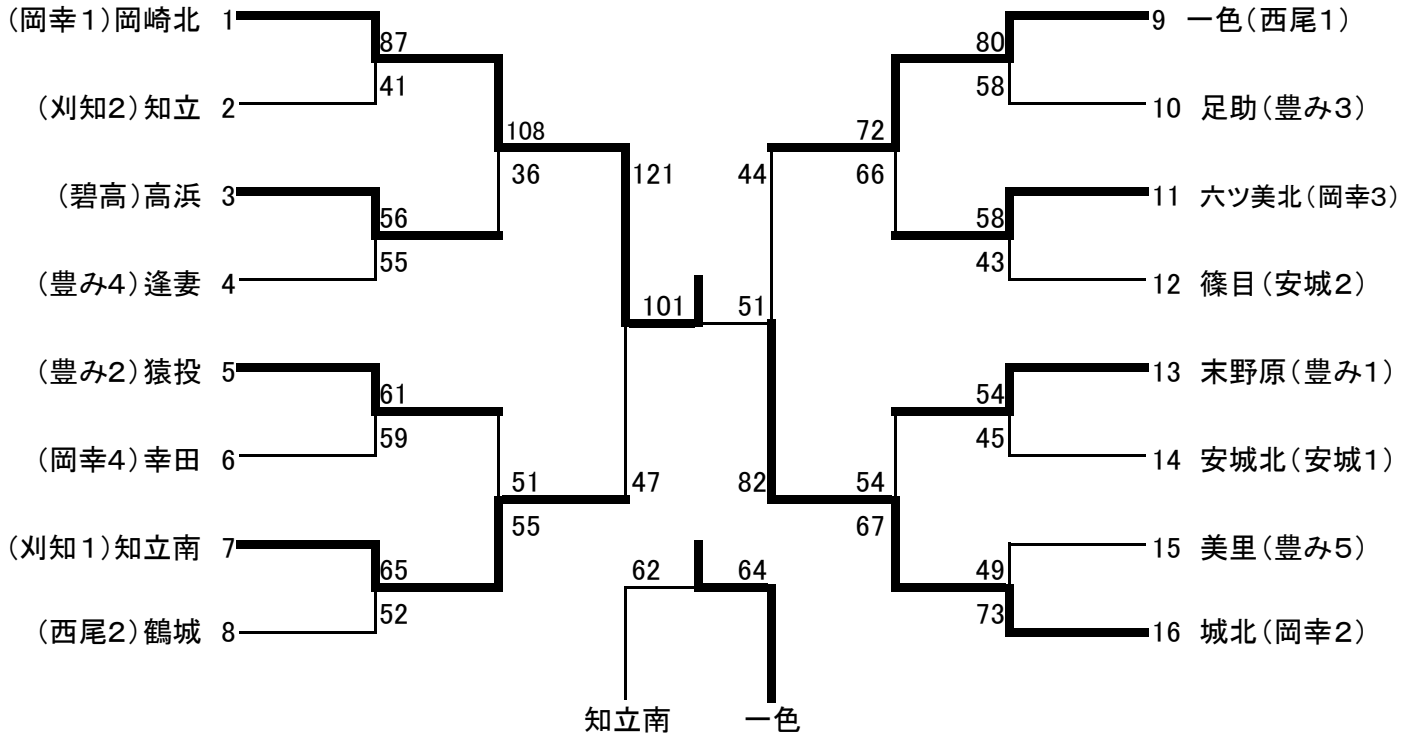 (岡幸1)岡崎北 1
87
41
(刈知2)知立 2
108
36
(碧高)高浜 3
56
55
(豊み4)逢妻 4
121
101
(豊み2)猿投 5
61
59
(岡幸4)幸田 6
51
55
47
(刈知1)知立南 7
65
52
(西尾2)鶴城 8
9 一色(西尾1)
80
58
10 足助(豊み3)
72
66
44
11 六ツ美北(岡幸3)
58
43
12 篠目(安城2)
51
13 末野原(豊み1)
54
45
14 安城北(安城1)
82
54
67
15 美里(豊み5)
49
73
16 城北(岡幸2)
62
64
知立南
一色